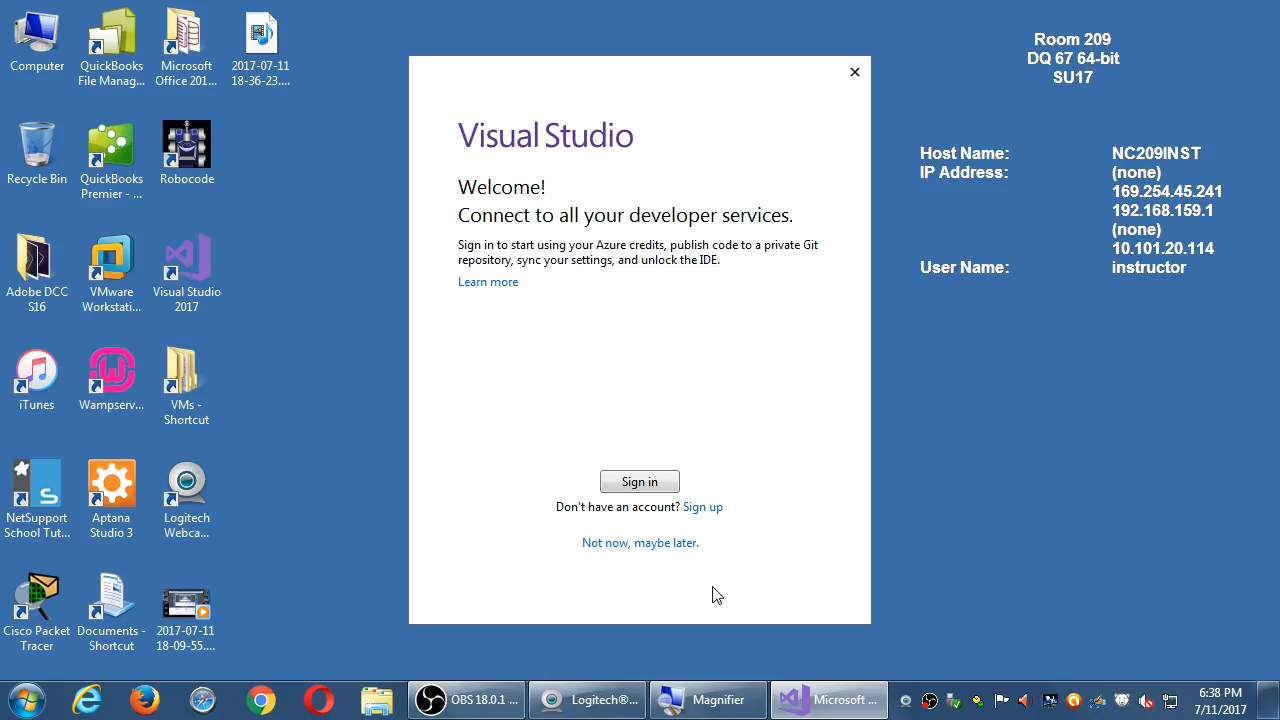 Computer
QuickBooks
File Manag...
Microsoft
Office 201...
2017-07-11
18-36-23....
Recycle Bin
QuickBooks
Premier - ...
Robocode
Adobe DCC
S16
VMware
Workstati...
Visual Studio
2017
iTunes
Wampserv...
VMs -
Shortcut
NetSupport
School Tut...
Aptana
Studio 3
Logitech
Webca...
Cisco Packet
Tracer
Documents -
Shortcut
2017-07-11
18-09-55....
Visual Studio
Welcome!
Connect to all your developer services.
Sign in to start using your Azure credits, publish code to a private Git
repository, sync your settings, and unlock the IDE.
Learn more
Sign in
Don't have an account? Sign up
Not now, maybe later.
Room 209
DQ 67 64-bit
SU17
Host Name: NC209INST
IP Address: (none)
169.254.45.241
192.168.159.1
(none)
10.101.20.114
User Name: instructor
OBS 18.0.1 ...
Logitech®...
Magnifier
Microsoft ...
6:38 PM
7/11/2017